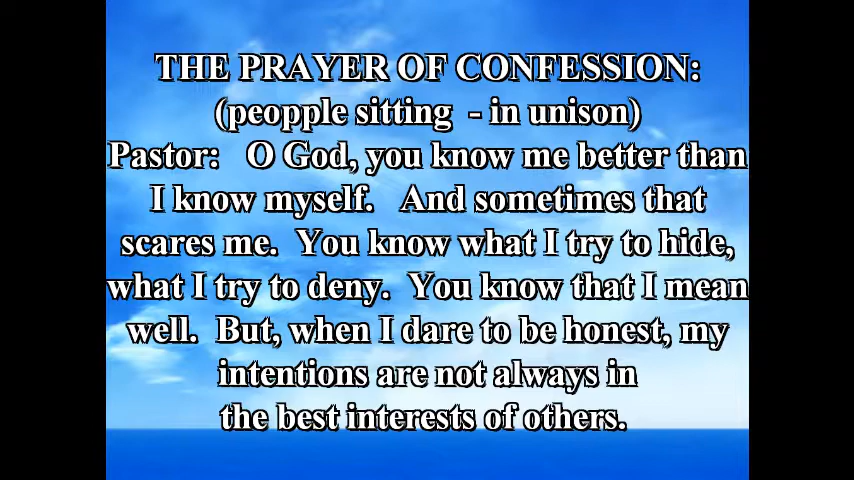 THE PRAYER OF CONFESSION:
(peopple sitting  - in unison)
Pastor:   O God, you know me better than
I know myself.   And sometimes that
scares me.  You know what I try to hide,
what I try to deny.  You know that I mean
well.  But, when I dare to be honest, my
intentions are not always in
the best interests of others.